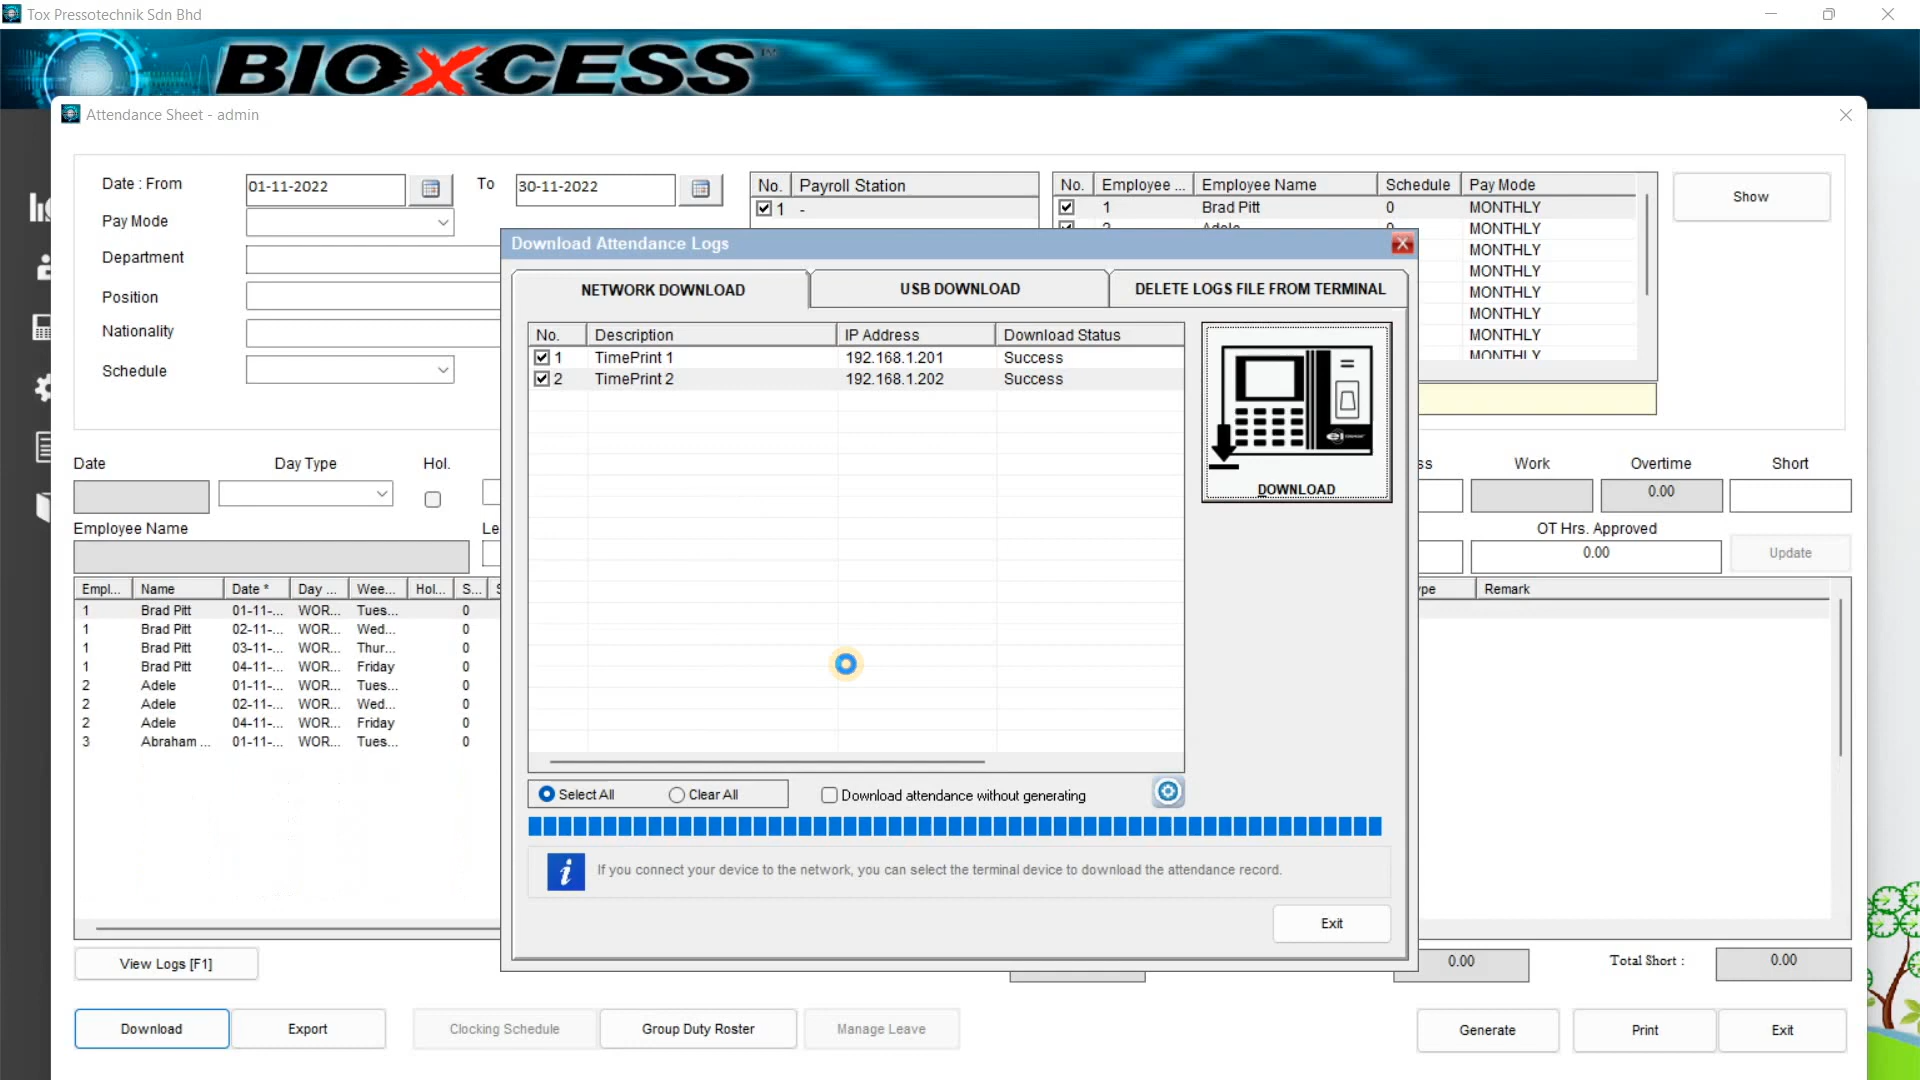 Tox Pressotechnik Sdn Bhd
BIOXCESS™
Attendance Sheet - admin
Date : From 01-11-2022 To 30-11-2022
Pay Mode
Department
Position
Nationality
Schedule
No. Payroll Station
1 -
No. Employee ... Employee Name Schedule Pay Mode
1 Brad Pitt 0 MONTHLY
2 Adele 0 MONTHLY
MONTHLY
MONTHLY
MONTHLY
MONTHLY
MONTHLY
MONTHLY
Show
Download Attendance Logs
NETWORK DOWNLOAD USB DOWNLOAD DELETE LOGS FILE FROM TERMINAL
No. Description IP Address Download Status
1 TimePrint 1 192.168.1.201 Success
2 TimePrint 2 192.168.1.202 Success
DOWNLOAD
Select All Clear All Download attendance without generating
If you connect your device to the network, you can select the terminal device to download the attendance record.
Exit
Date Day Type Hol.
ss Work Overtime Short
0.00
Employee Name Le
OT Hrs. Approved
0.00 Update
Empl... Name Date * Day ... Wee... Hol... S... S
pe Remark
1 Brad Pitt 01-11-... WOR... Tues... 0
1 Brad Pitt 02-11-... WOR... Wed... 0
1 Brad Pitt 03-11-... WOR... Thur... 0
1 Brad Pitt 04-11-... WOR... Friday 0
2 Adele 01-11-... WOR... Tues... 0
2 Adele 02-11-... WOR... Wed... 0
2 Adele 04-11-... WOR... Friday 0
3 Abraham ... 01-11-... WOR... Tues... 0
View Logs [F1]
0.00 Total Short : 0.00
Download Export Clocking Schedule Group Duty Roster Manage Leave Generate Print Exit